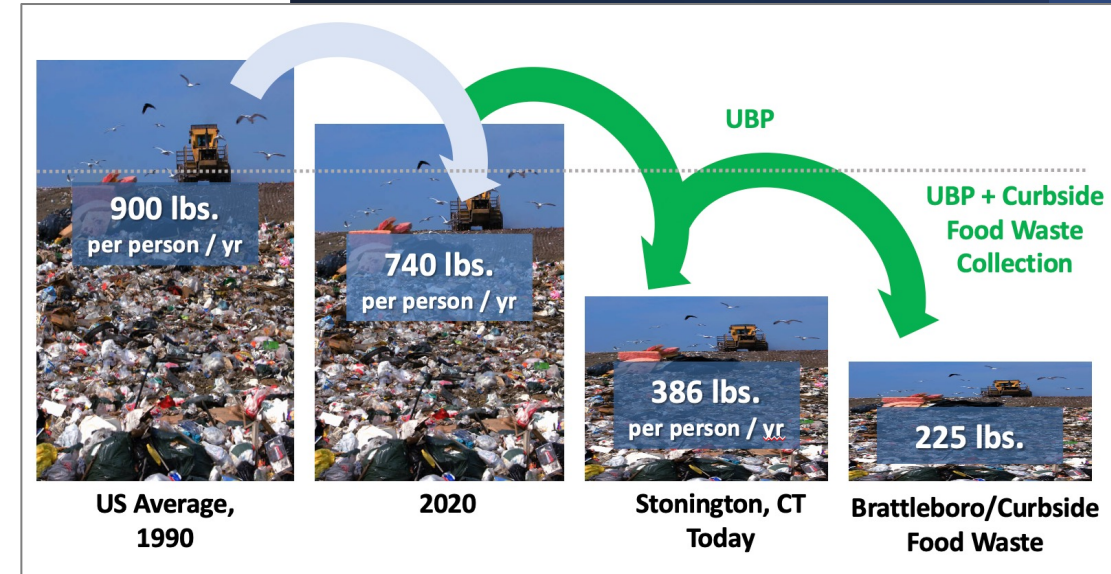 900 lbs.
per person / yr
740 lbs.
per person / yr
386 lbs.
per person / yr
225 lbs.
UBP
UBP + Curbside
Food Waste
Collection
US Average,
1990
2020
Stonington, CT
Today
Brattleboro/Curbside
Food Waste